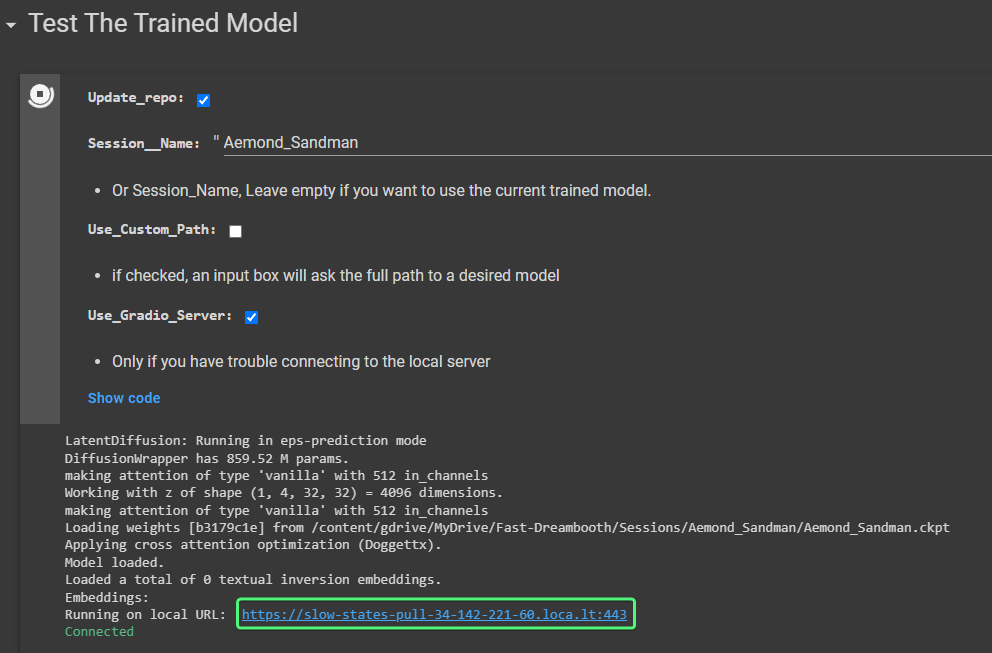 Test The Trained Model
Update_repo:
Session__Name: " Aemond_Sandman
• Or Session_Name, Leave empty if you want to use the current trained model.
Use_Custom_Path:
• if checked, an input box will ask the full path to a desired model
Use_Gradio_Server:
• Only if you have trouble connecting to the local server
Show code
LatentDiffusion: Running in eps-prediction mode
DiffusionWrapper has 859.52 M params.
making attention of type 'vanilla' with 512 in_channels
Working with z of shape (1, 4, 32, 32) = 4096 dimensions.
making attention of type 'vanilla' with 512 in_channels
Loading weights [b3179c1e] from /content/gdrive/MyDrive/Fast-Dreambooth/Sessions/Aemond_Sandman/Aemond_Sandman.ckpt
Applying cross attention optimization (Doggettx).
Model loaded.
Loaded a total of 0 textual inversion embeddings.
Embeddings:
Running on local URL: https://slow-states-pull-34-142-221-60.loca.lt:443
Connected